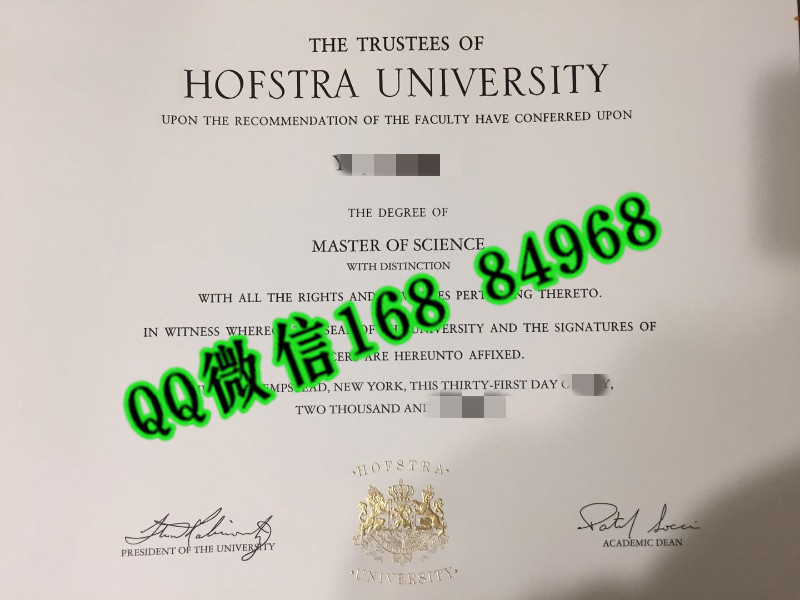 THE TRUSTEES OF
HOFSTRA UNIVERSITY
UPON THE RECOMMENDATION OF THE FACULTY HAVE CONFERRED UPON
THE DEGREE OF
MASTER OF SCIENCE
WITH DISTINCTION
WITH ALL THE RIGHTS AND THERETO.
IN WITNESS OF UNIVERSITY AND THE SIGNATURES OF
ARE HEREUNTO AFFIXED.
NEW YORK, THIS THIRTY-FIRST DAY
TWO THOUSAND AND
QQ微信168 84968
·HOFSTRA·
·UNIVERSITY·
PRESIDENT OF THE UNIVERSITY
ACADEMIC DEAN